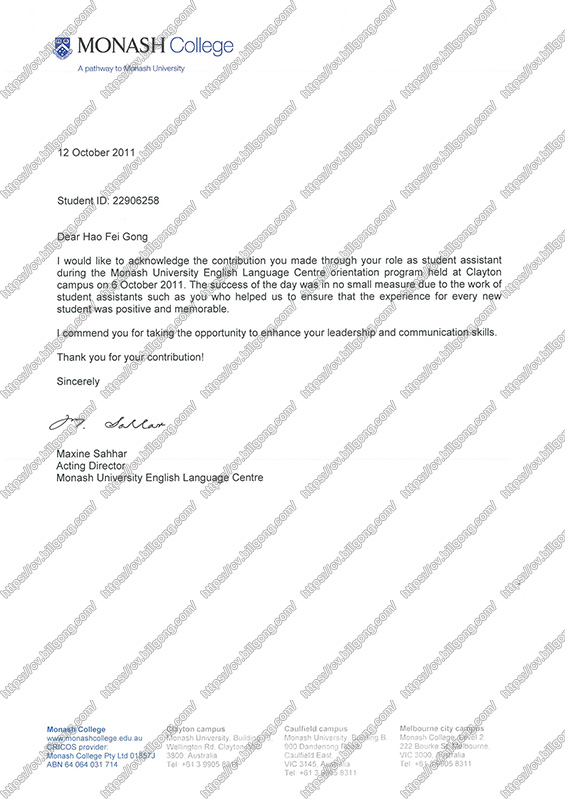 MONASH College
A pathway to Monash University
12 October 2011
Student ID: 22906258
Dear Hao Fei Gong
I would like to acknowledge the contribution you made through your role as student assistant
during the Monash University English Language Centre orientation program held at Clayton
campus on 6 October 2011. The success of the day was in no small measure due to the work of
student assistants such as you who helped us to ensure that the experience for every new
student was positive and memorable.
I commend you for taking the opportunity to enhance your leadership and communication skills.
Thank you for your contribution!
Sincerely
M. Sahhar
Maxine Sahhar
Acting Director
Monash University English Language Centre
Monash College
www.monashcollege.edu.au
CRICOS provider:
Monash College Pty Ltd 01857J
ABN 64 064 031 714
Clayton campus
Monash University, Building
Wellington Rd, Clayton
3800, Australia
Tel: +61 3 9905
Caulfield campus
Monash University, Building B
900 Dandenong Road
Caulfield East
VIC 3145, Australia
Tel: +61 3 9905 8311
Melbourne city campus
Monash College, Level 2,
222 Bourke St, Melbourne,
VIC 3000, Australia
Tel: +61 9905 8311
https://cv.billgong.com/